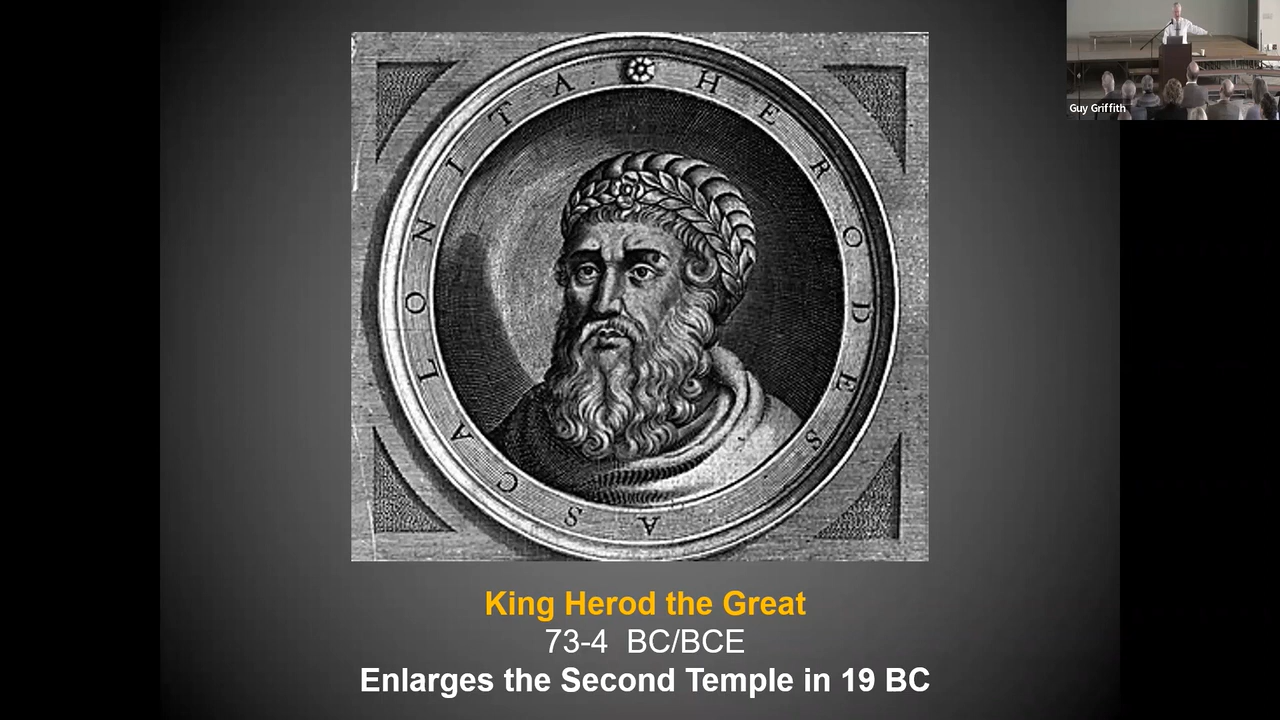 HERODES ASCALONITA.
Guy Griffith
King Herod the Great
73-4 BC/BCE
Enlarges the Second Temple in 19 BC